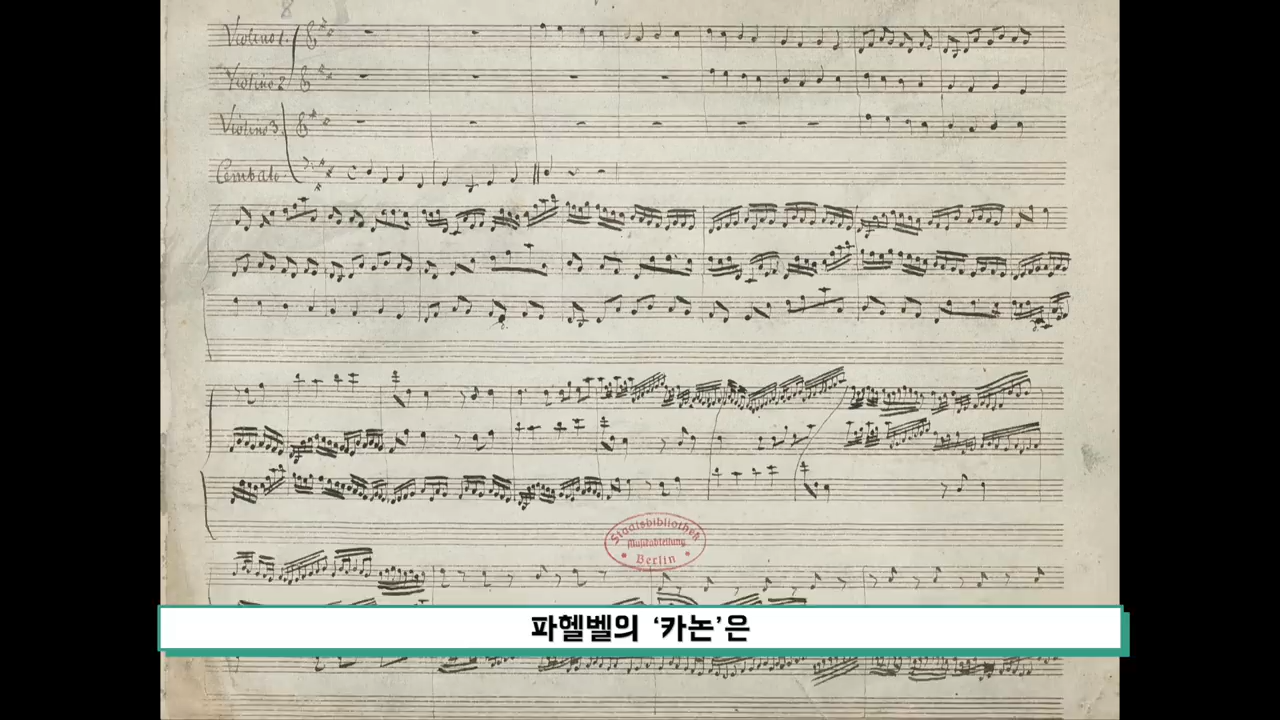 Violino 1.
Violino 2
Violino 3.
Cembalo.
Staatsbibliothek
Musikabteilung
Berlin
파헬벨의 ‘카논’은